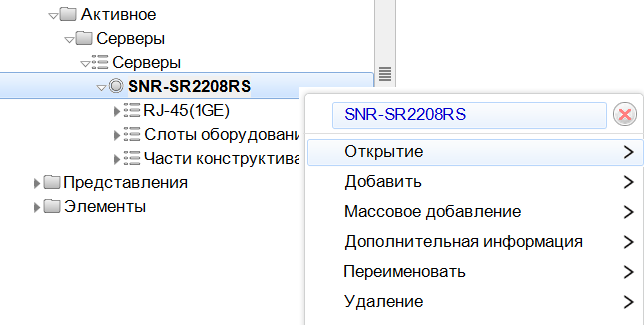 Активное
Серверы
Серверы
SNR-SR2208RS
RJ-45(1GE)
Слоты оборудован
Части конструктива
Представления
Элементы
SNR-SR2208RS
Открытие
Добавить
Массовое добавление
Дополнительная информация
Переименовать
Удаление